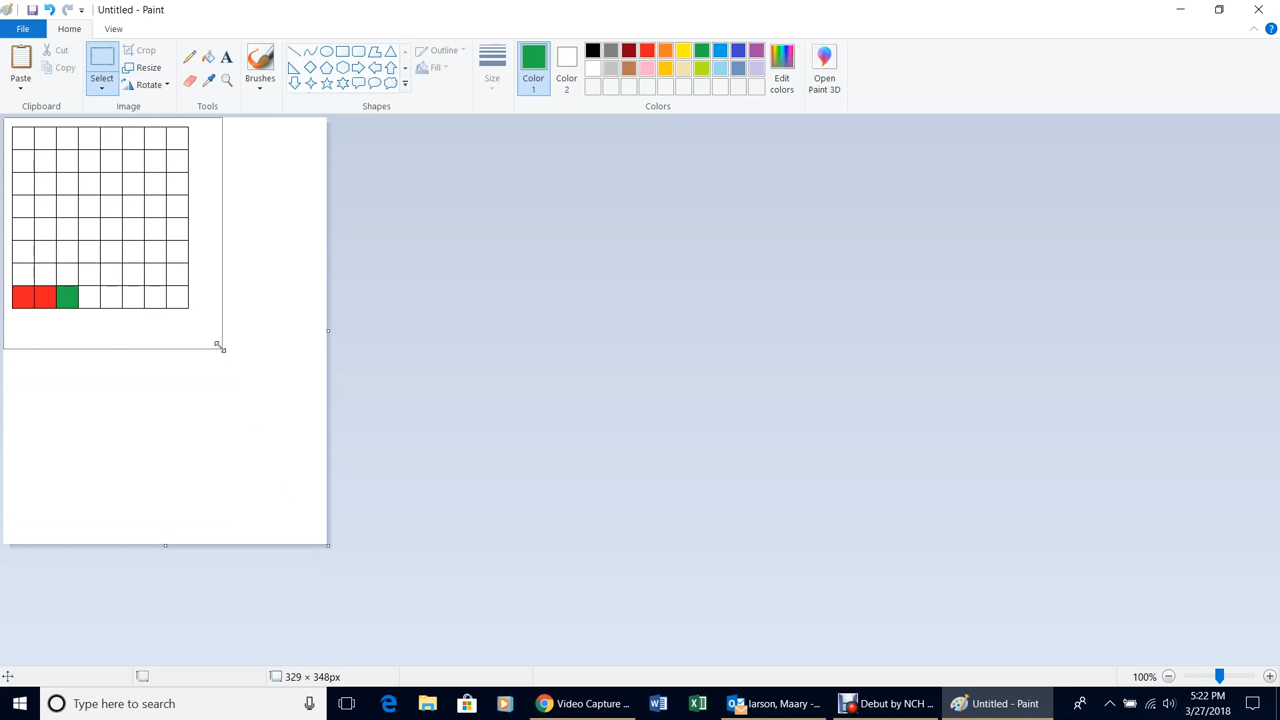 Untitled - Paint
File Home View
Paste
Cut
Copy
Clipboard
Select
Crop
Resize
Rotate
Image
Tools
Brushes
Shapes
Outline
Fill
Size
Color 1
Color 2
Edit colors
Colors
Open Paint 3D
329 × 348px
100%
Type here to search
Video Capture ...
larson, Maary -...
Debut by NCH ...
Untitled - Paint
5:22 PM
3/27/2018